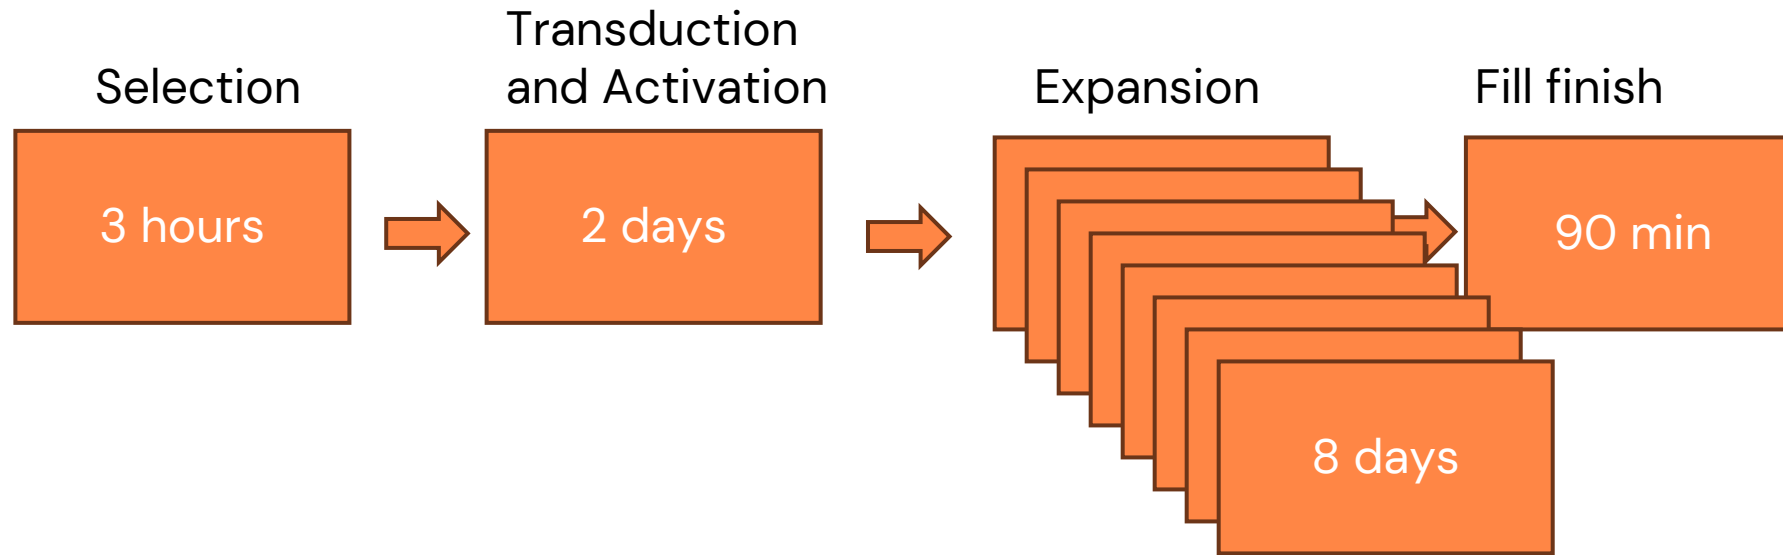 Selection
3 hours
Transduction
and Activation
2 days
Expansion
8 days
Fill finish
90 min